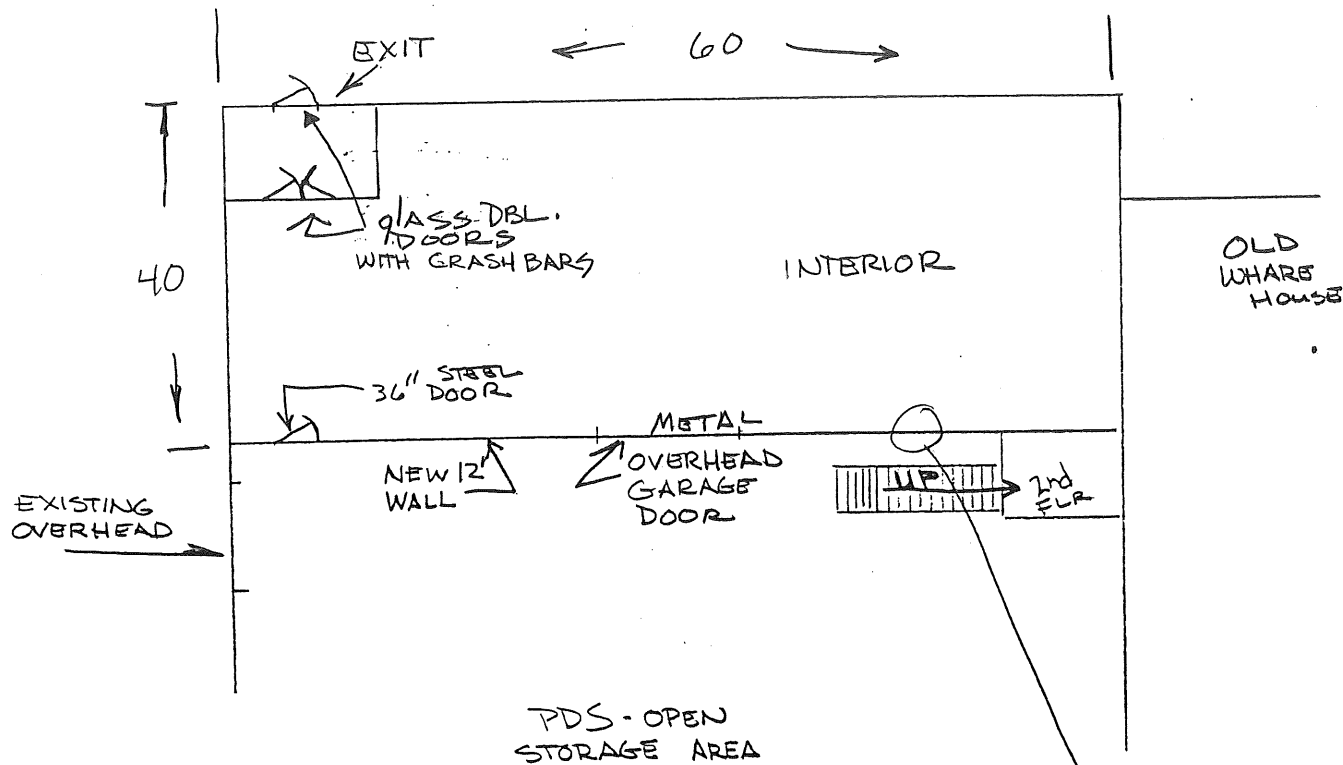 EXIT
60
glASS-DBL.
DOORS
WITH CRASH BARS
INTERIOR
OLD
WHARE
HOUSE
40
36" STEEL
DOOR
METAL
OVERHEAD
GARAGE
DOOR
NEW 12'
WALL
UP
2nd
FLR
EXISTING
OVERHEAD
PDS - OPEN
STORAGE AREA